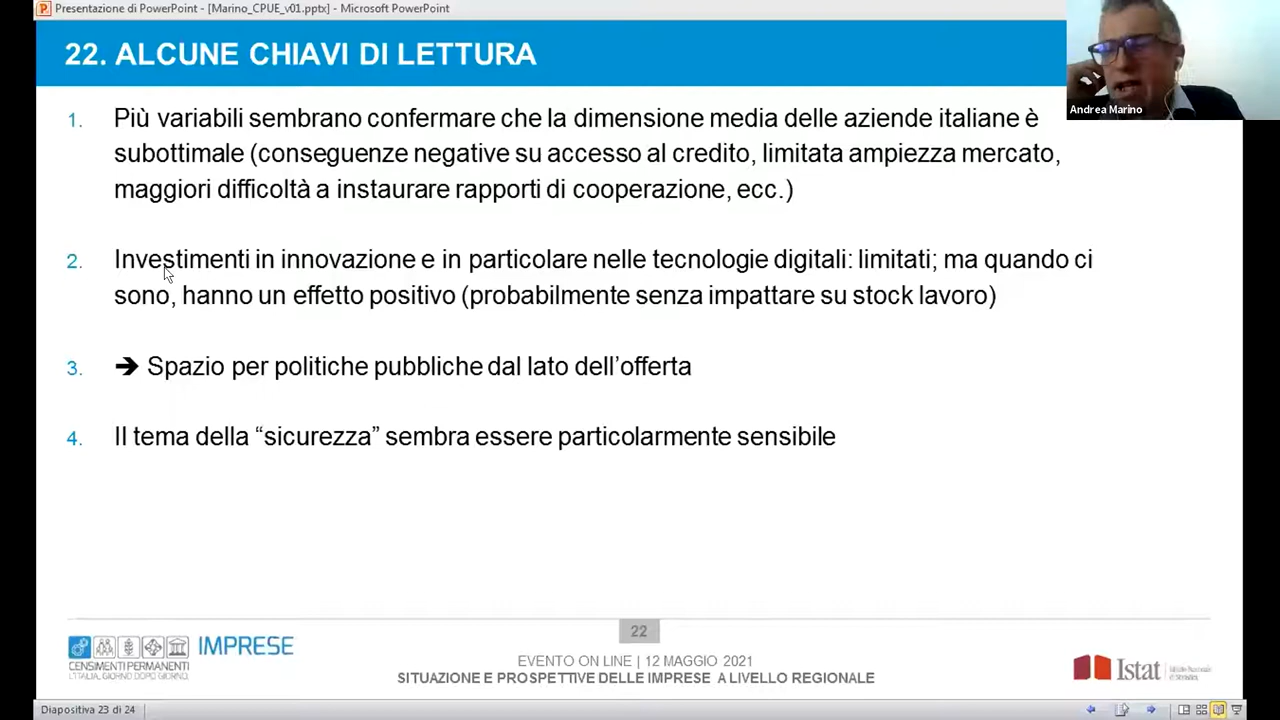 Presentazione di PowerPoint - [Marino_CPUE_v01.pptx] - Microsoft PowerPoint
22. ALCUNE CHIAVI DI LETTURA
Andrea Marino
1. Più variabili sembrano confermare che la dimensione media delle aziende italiane è
subottimale (conseguenze negative su accesso al credito, limitata ampiezza mercato,
maggiori difficoltà a instaurare rapporti di cooperazione, ecc.)
2. Investimenti in innovazione e in particolare nelle tecnologie digitali: limitati; ma quando ci
sono, hanno un effetto positivo (probabilmente senza impattare su stock lavoro)
3. ➔ Spazio per politiche pubbliche dal lato dell’offerta
4. Il tema della “sicurezza” sembra essere particolarmente sensibile
22
IMPRESE
CENSIMENTI PERMANENTI
L'ITALIA, GIORNO DOPO GIORNO.
EVENTO ON LINE | 12 MAGGIO 2021
SITUAZIONE E PROSPETTIVE DELLE IMPRESE A LIVELLO REGIONALE
Istat
Diapositiva 23 di 24